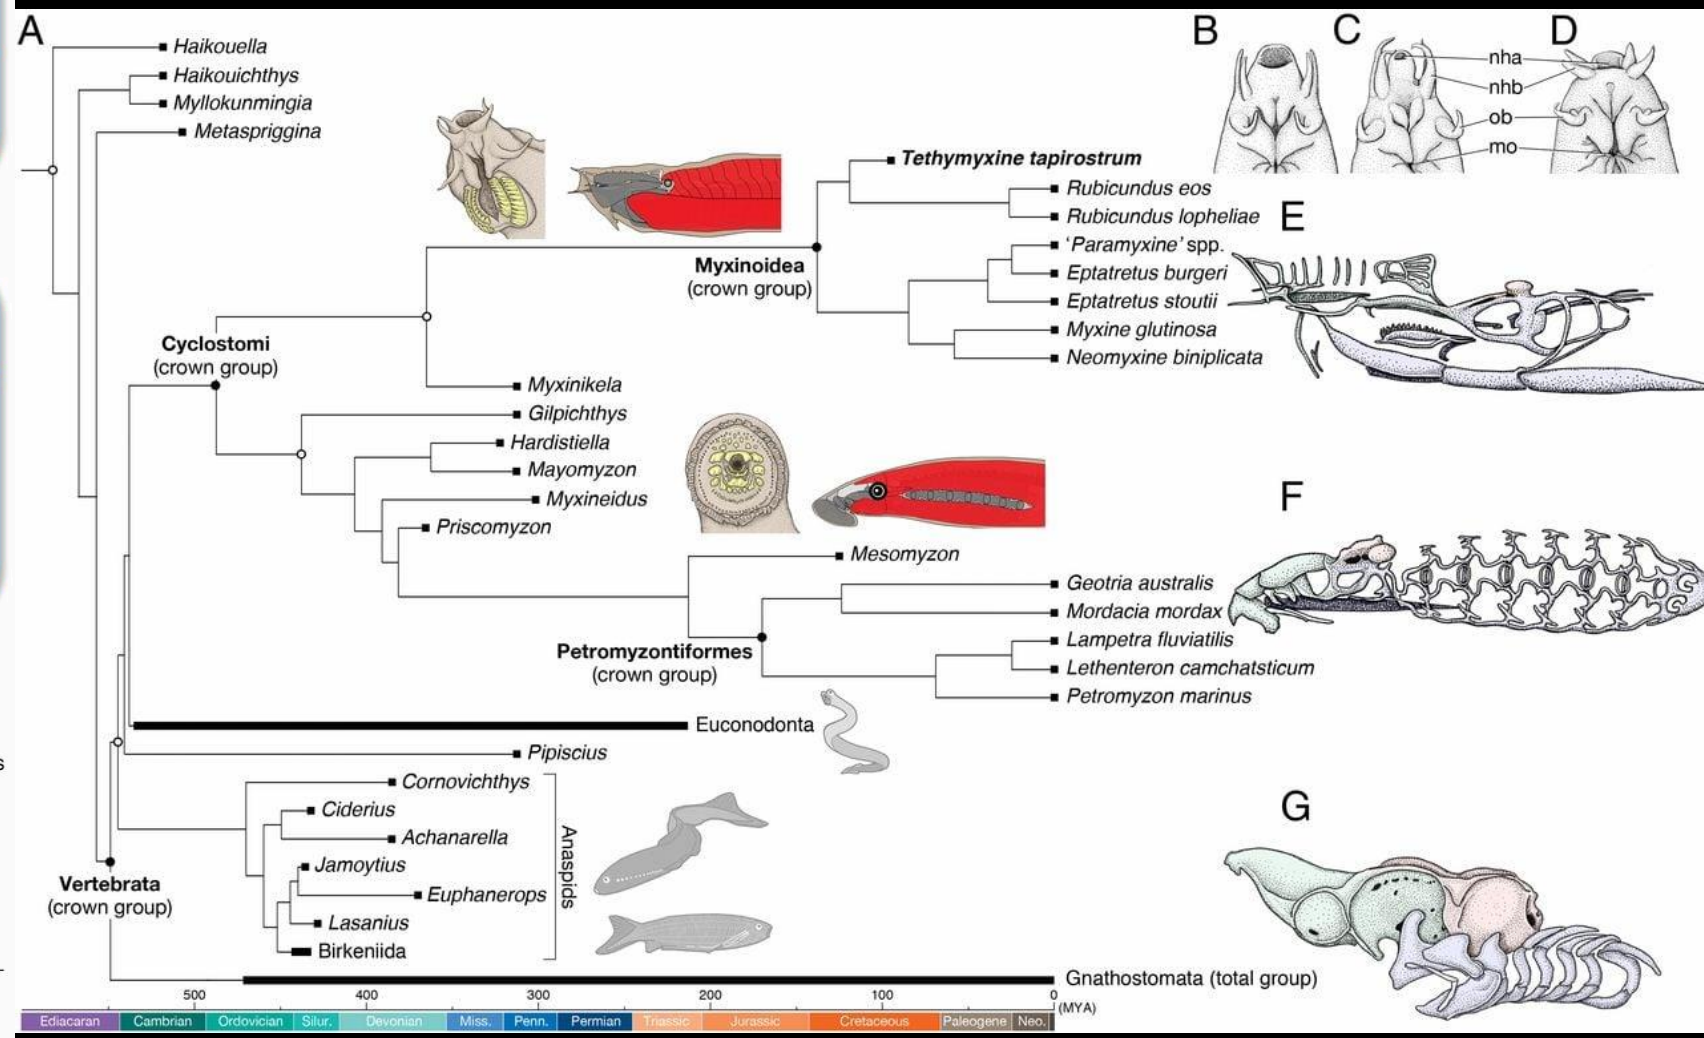 A
B
C
D
Haikouella
nha
Haikouichthys
nhb
Myllokunmingia
ob
Metaspriggina
mo
Tethymyxine tapirostrum
Rubicundus eos
Rubicundus lopheliae
E
‘Paramyxine’ spp.
Myxinoidea
(crown group)
Eptatretus burgeri
Eptatretus stoutii
Myxine glutinosa
Cyclostomi
(crown group)
Neomyxine biniplicata
Myxinikela
Gilpichthys
Hardistiella
Mayomyzon
Myxineidus
F
Priscomyzon
Mesomyzon
Geotria australis
Mordacia mordax
Lampetra fluviatilis
Petromyzontiformes
(crown group)
Lethenteron camchatsticum
Petromyzon marinus
Euconodonta
Pipiscius
s
Cornovichthys
G
Ciderius
Achanarella
Anaspids
Jamoytius
Vertebrata
(crown group)
Euphanerops
Lasanius
Birkeniida
Gnathostomata (total group)
500 400 300 200 100 0 (MYA)
Ediacaran Cambrian Ordovician Silur. Devonian Miss. Penn. Permian Triassic Jurassic Cretaceous Paleogene Neo.